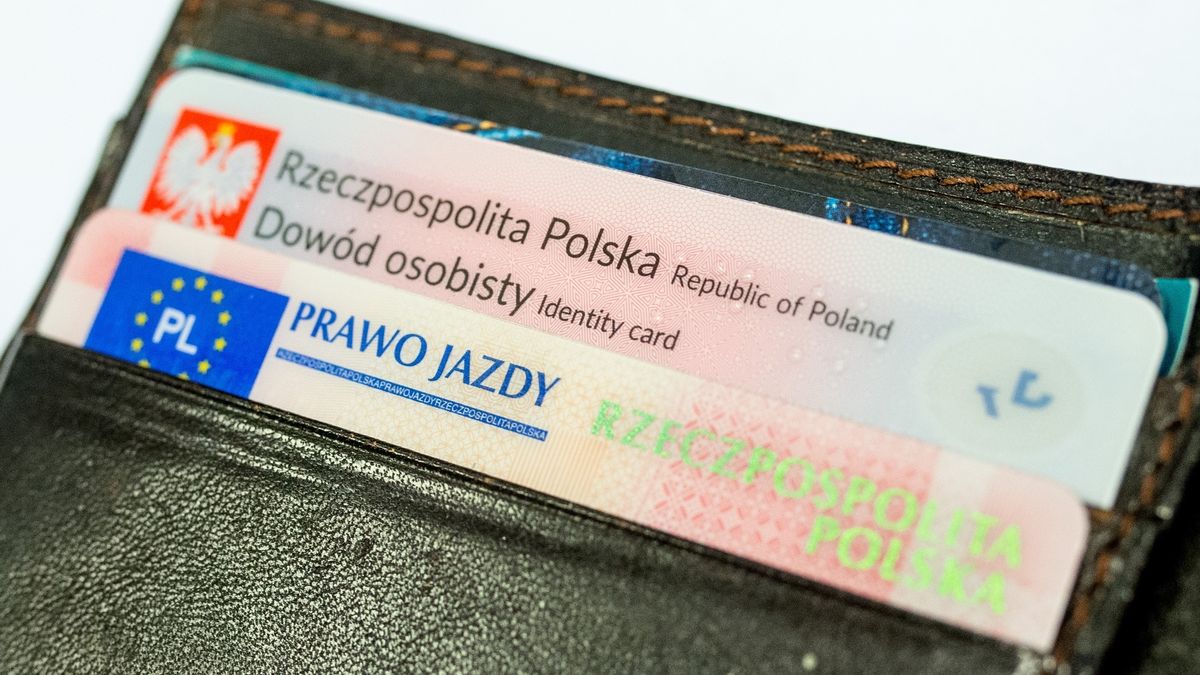 Rzeczpospolita Polska Republic of Poland
Dowód osobisty Identity card
PL
PRAWO JAZDY
RZECZPOSPOLITAPOLSKAPRAWOJAZDYRZECZPOSPOLITAPOLSKA
RZECZPOSPOLITA
POLSKA